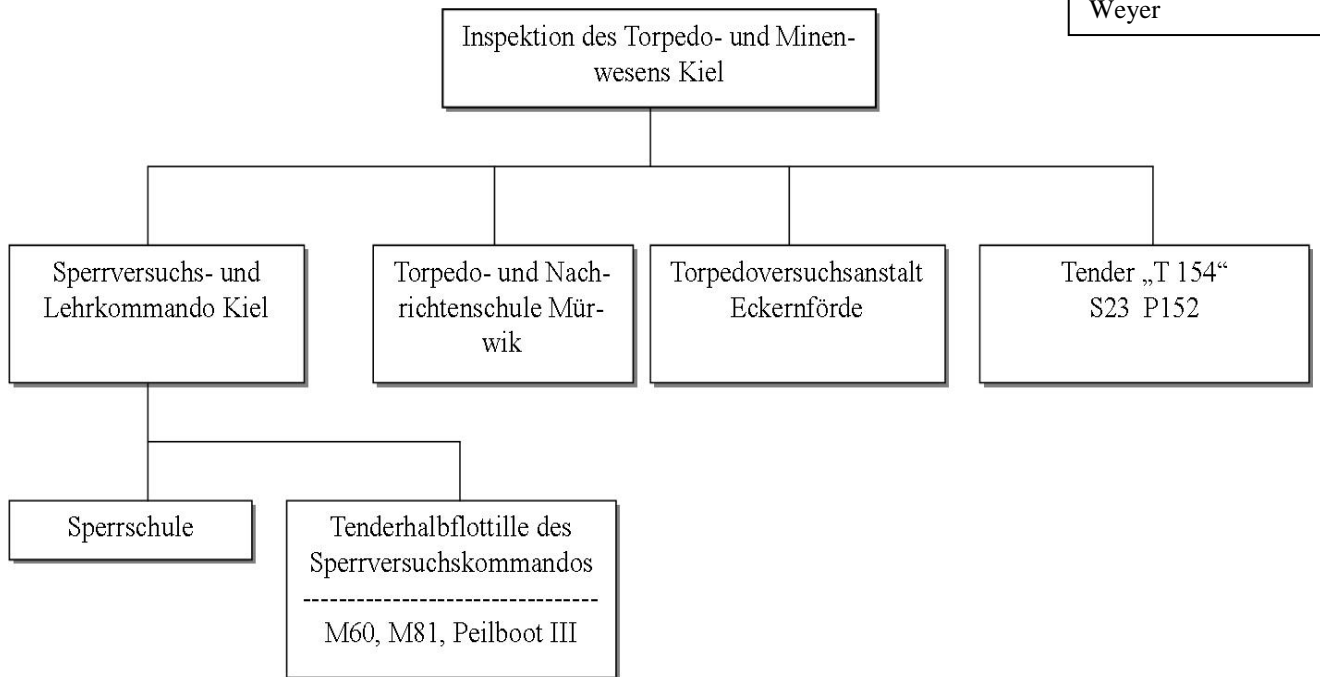 Weyer
Inspektion des Torpedo- und Minen-
wesens Kiel
Sperrversuchs- und
Lehrkommando Kiel
Torpedo- und Nach-
richtenschule Mür-
wik
Torpedoversuchsanstalt
Eckernförde
Tender „T 154“
S23 P152
Sperrschule
Tenderhalbflottille des
Sperrversuchskommandos
----------------------------------
M60, M81, Peilboot III